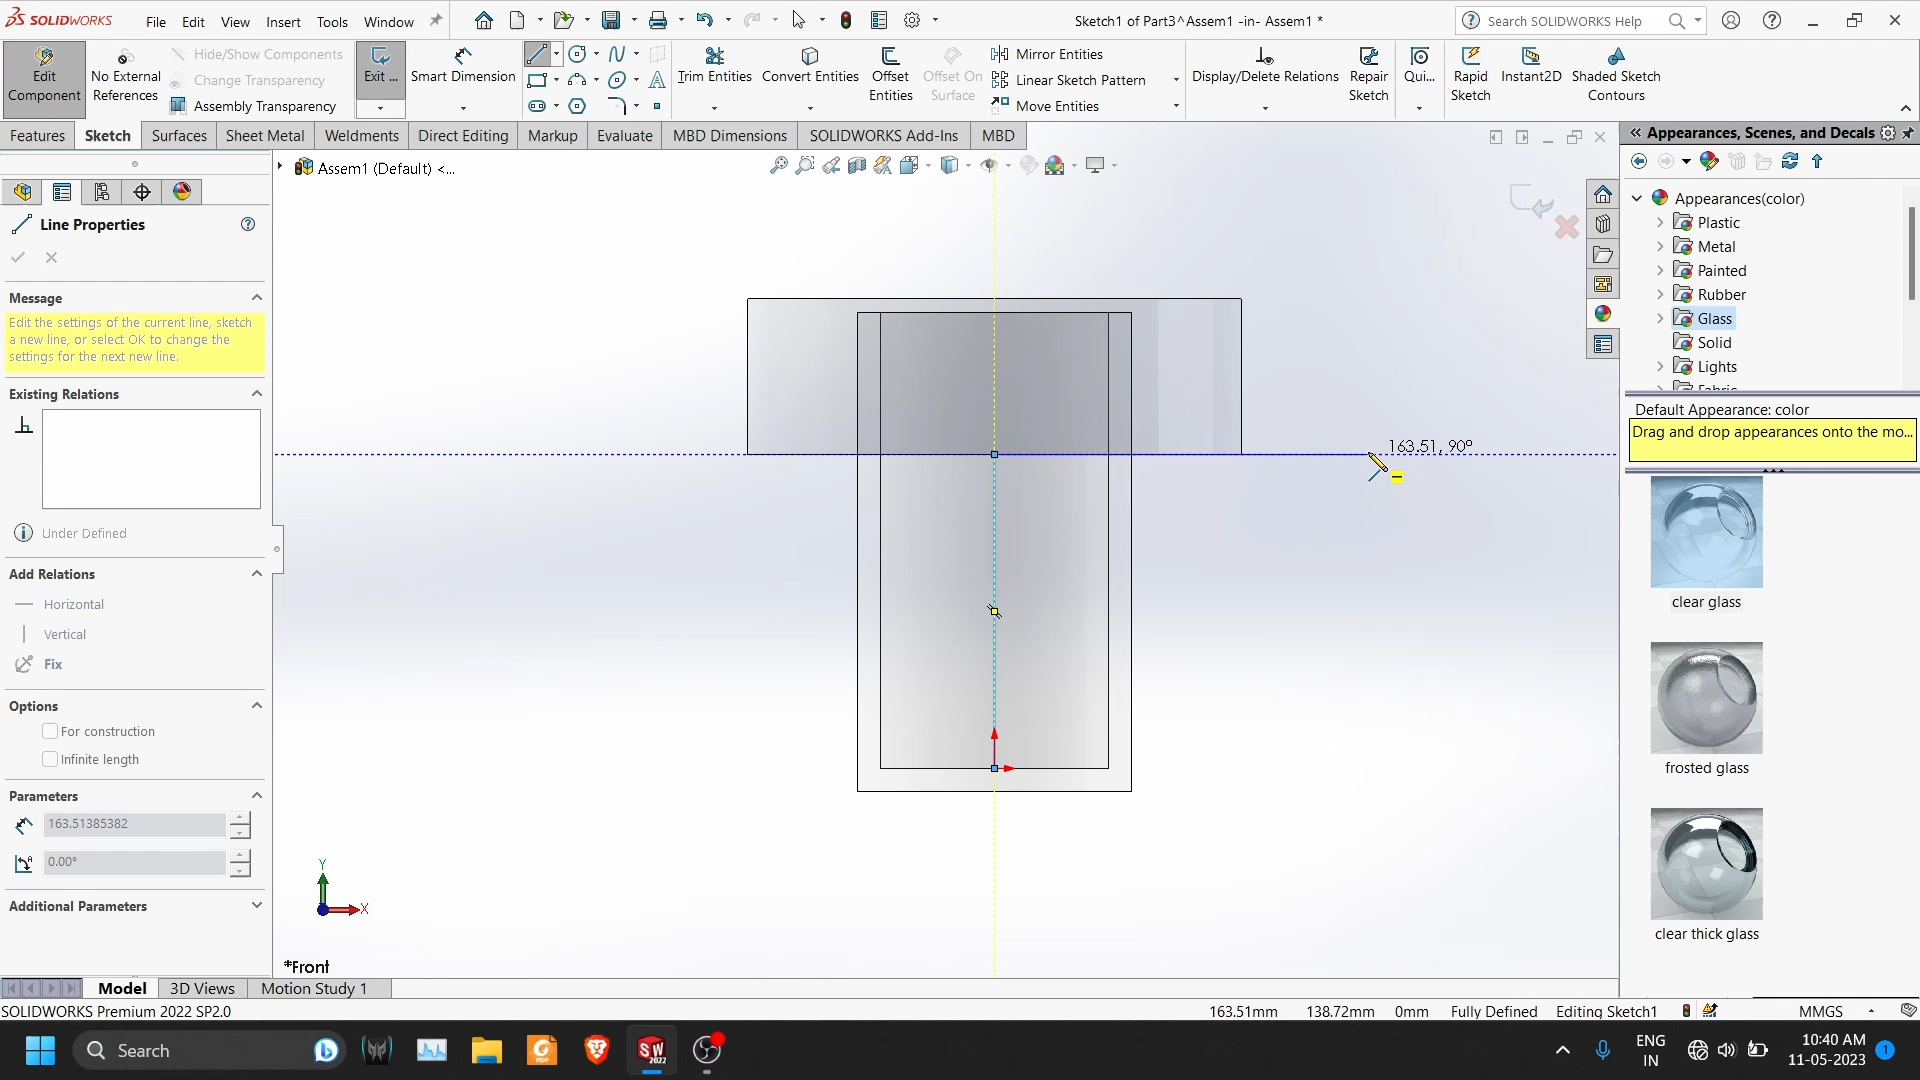 SOLIDWORKS
File
Edit
View
Insert
Tools
Window
Sketch1 of Part3^Assem1 -in- Assem1 *
Search SOLIDWORKS Help
Edit Component
No External References
Hide/Show Components
Change Transparency
Assembly Transparency
Exit ...
Smart Dimension
Trim Entities
Convert Entities
Offset Entities
Offset On Surface
Mirror Entities
Linear Sketch Pattern
Move Entities
Display/Delete Relations
Repair Sketch
Qui...
Rapid Sketch
Instant2D
Shaded Sketch Contours
Features
Sketch
Surfaces
Sheet Metal
Weldments
Direct Editing
Markup
Evaluate
MBD Dimensions
SOLIDWORKS Add-Ins
MBD
Assem1 (Default) <...
Line Properties
Message
Edit the settings of the current line, sketch
a new line, or select OK to change the
settings for the next new line.
Existing Relations
Under Defined
Add Relations
Horizontal
Vertical
Fix
Options
For construction
Infinite length
Parameters
163.51385382
0.00°
Additional Parameters
163.51, 90°
Y
X
*Front
Appearances, Scenes, and Decals
Appearances(color)
Plastic
Metal
Painted
Rubber
Glass
Solid
Lights
Fabric
Default Appearance: color
Drag and drop appearances onto the mo...
clear glass
frosted glass
clear thick glass
Model
3D Views
Motion Study 1
SOLIDWORKS Premium 2022 SP2.0
163.51mm
138.72mm
0mm
Fully Defined
Editing Sketch1
MMGS
Search
SW
2022
ENG
IN
10:40 AM
11-05-2023
1